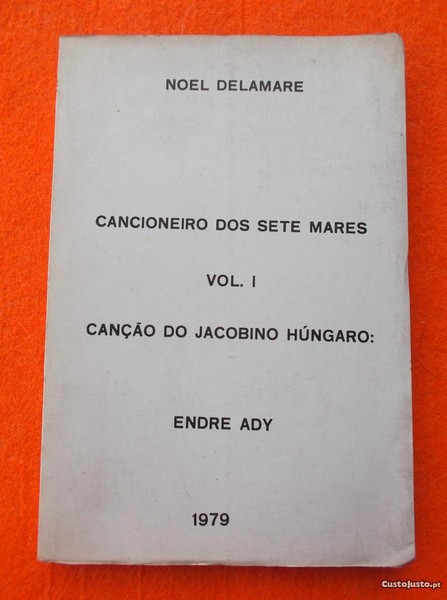 NOEL DELAMARE
CANCIONEIRO DOS SETE MARES
VOL. I
CANÇÃO DO JACOBINO HÚNGARO:
ENDRE ADY
1979
CustoJusto.pt